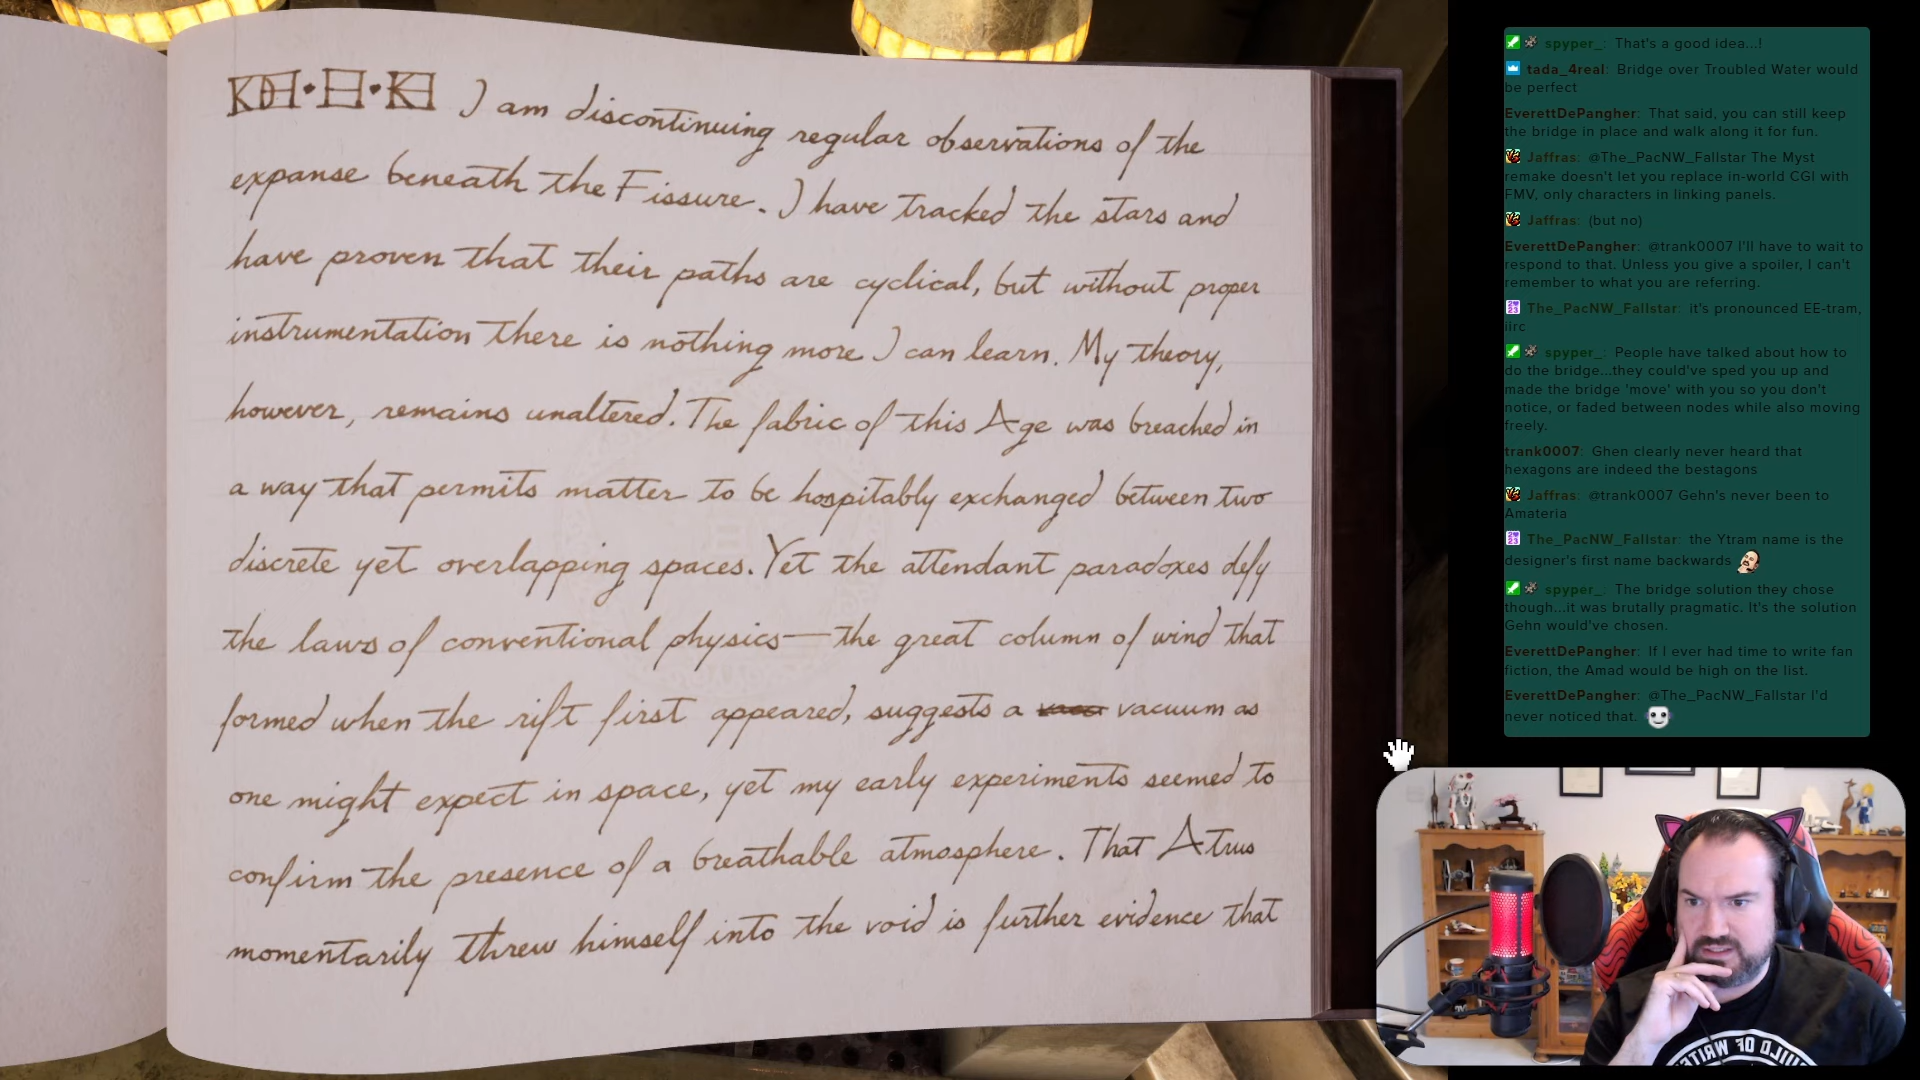 I am discontinuing regular observations of the
expanse beneath the Fissure. I have tracked the stars and
have proven that their paths are cyclical, but without proper
instrumentation there is nothing more I can learn. My theory,
however, remains unaltered. The fabric of this Age was breached in
a way that permits matter to be hospitably exchanged between two
discrete yet overlapping spaces. Yet the attendant paradoxes defy
the laws of conventional physics—the great column of wind that
formed when the rift first appeared, suggests a vacuum as
one might expect in space, yet my early experiments seemed to
confirm the presence of a breathable atmosphere. That Atrus
momentarily threw himself into the void is further evidence that
spyper_: That's a good idea...!
tada_4real: Bridge over Troubled Water would
be perfect
EverettDePangher: That said, you can still keep
the bridge in place and walk along it for fun.
Jaffras: @The_PacNW_Fallstar The Myst
remake doesn't let you replace in-world CGI with
FMV, only characters in linking panels.
Jaffras: (but no)
EverettDePangher: @trank0007 I'll have to wait to
respond to that. Unless you give a spoiler, I can't
remember to what you are referring.
The_PacNW_Fallstar: it's pronounced EE-tram,
iirc
spyper_: People have talked about how to
do the bridge...they could've sped you up and
made the bridge 'move' with you so you don't
notice, or faded between nodes while also moving
freely.
trank0007: Ghen clearly never heard that
hexagons are indeed the bestagons
Jaffras: @trank0007 Gehn's never been to
Amateria
The_PacNW_Fallstar: the Ytram name is the
designer's first name backwards
spyper_: The bridge solution they chose
though...it was brutally pragmatic. It's the solution
Gehn would've chosen.
EverettDePangher: If I ever had time to write fan
fiction, the Amad would be high on the list.
EverettDePangher: @The_PacNW_Fallstar I'd
never noticed that.